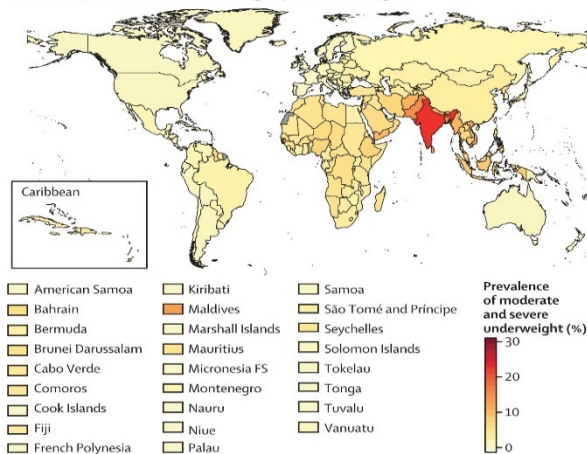 Caribbean
American Samoa
Bahrain
Bermuda
Brunei Darussalam
Cabo Verde
Comoros
Cook Islands
Fiji
French Polynesia
Kiribati
Maldives
Marshall Islands
Mauritius
Micronesia FS
Montenegro
Nauru
Niue
Palau
Samoa
São Tomé and Príncipe
Seychelles
Solomon Islands
Tokelau
Tonga
Tuvalu
Vanuatu
Prevalence
of moderate
and severe
underweight (%)
30
20
10
0